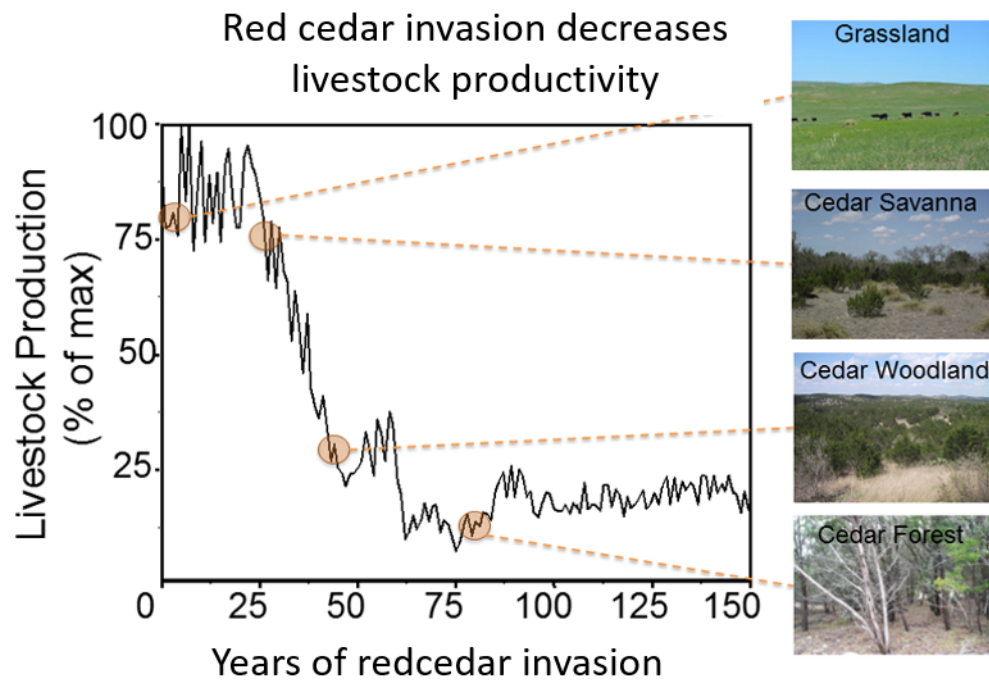 Red cedar invasion decreases
livestock productivity
Grassland
Cedar Savanna
Cedar Woodland
Cedar Forest
Livestock Production
(% of max)
100
75
50
25
0 25 50 75 100 125 150
Years of redcedar invasion